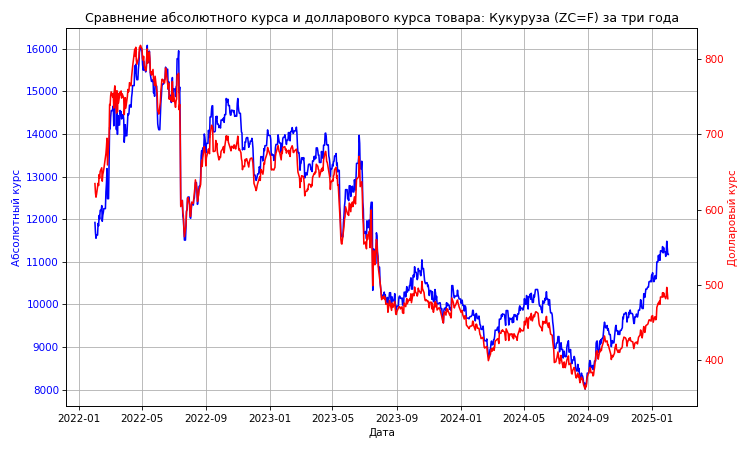 Сравнение абсолютного курса и долларового курса товара: Кукуруза (ZC=F) за три года
Абсолютный курс
16000
15000
14000
13000
12000
11000
10000
9000
8000
800
700
600
500
400
Долларовый курс
2022-01 2022-05 2022-09 2023-01 2023-05 2023-09 2024-01 2024-05 2024-09 2025-01
Дата